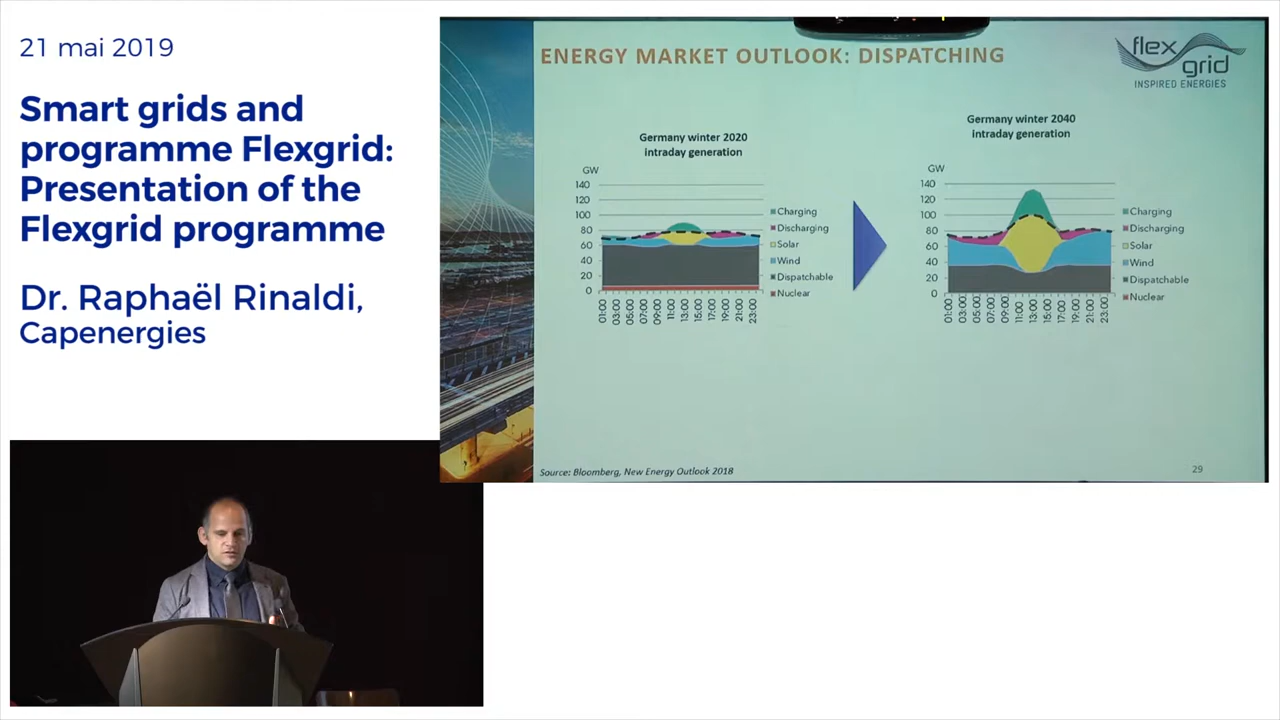 21 mai 2019
Smart grids and
programme Flexgrid:
Presentation of the
Flexgrid programme
Dr. Raphaël Rinaldi,
Capenergies
ENERGY MARKET OUTLOOK: DISPATCHING
flex
grid
INSPIRED ENERGIES
Germany winter 2020
intraday generation
GW
140
120
100
80
60
40
20
0
01:00
03:00
05:00
07:00
09:00
11:00
13:00
15:00
17:00
19:00
21:00
23:00
Charging
Discharging
Solar
Wind
Dispatchable
Nuclear
Germany winter 2040
intraday generation
GW
140
120
100
80
60
40
20
0
01:00
03:00
05:00
07:00
09:00
11:00
13:00
15:00
17:00
19:00
21:00
23:00
Charging
Discharging
Solar
Wind
Dispatchable
Nuclear
Source: Bloomberg, New Energy Outlook 2018
29